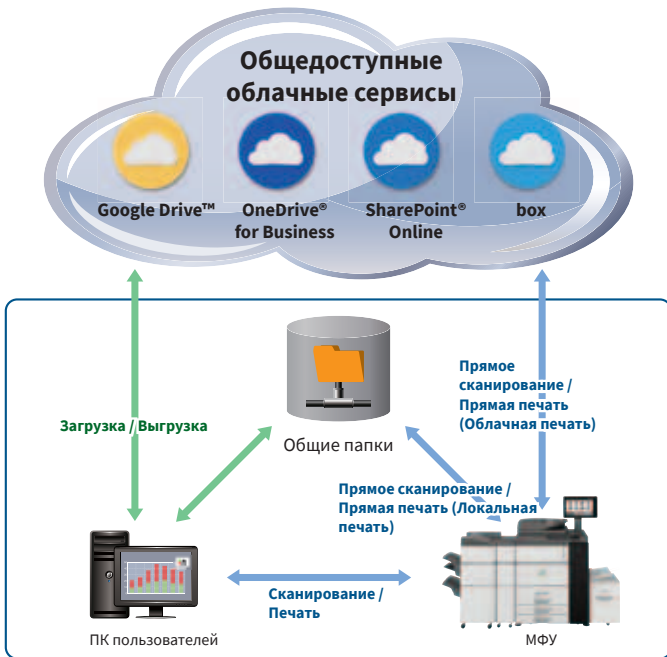 Общедоступные
облачные сервисы
Google Drive™
OneDrive®
for Business
SharePoint®
Online
box
Прямое
сканирование /
Прямая печать
(Облачная печать)
Загрузка / Выгрузка
Общие папки
Прямое сканирование /
Прямая печать (Локальная
печать)
Сканирование /
Печать
ПК пользователей
МФУ